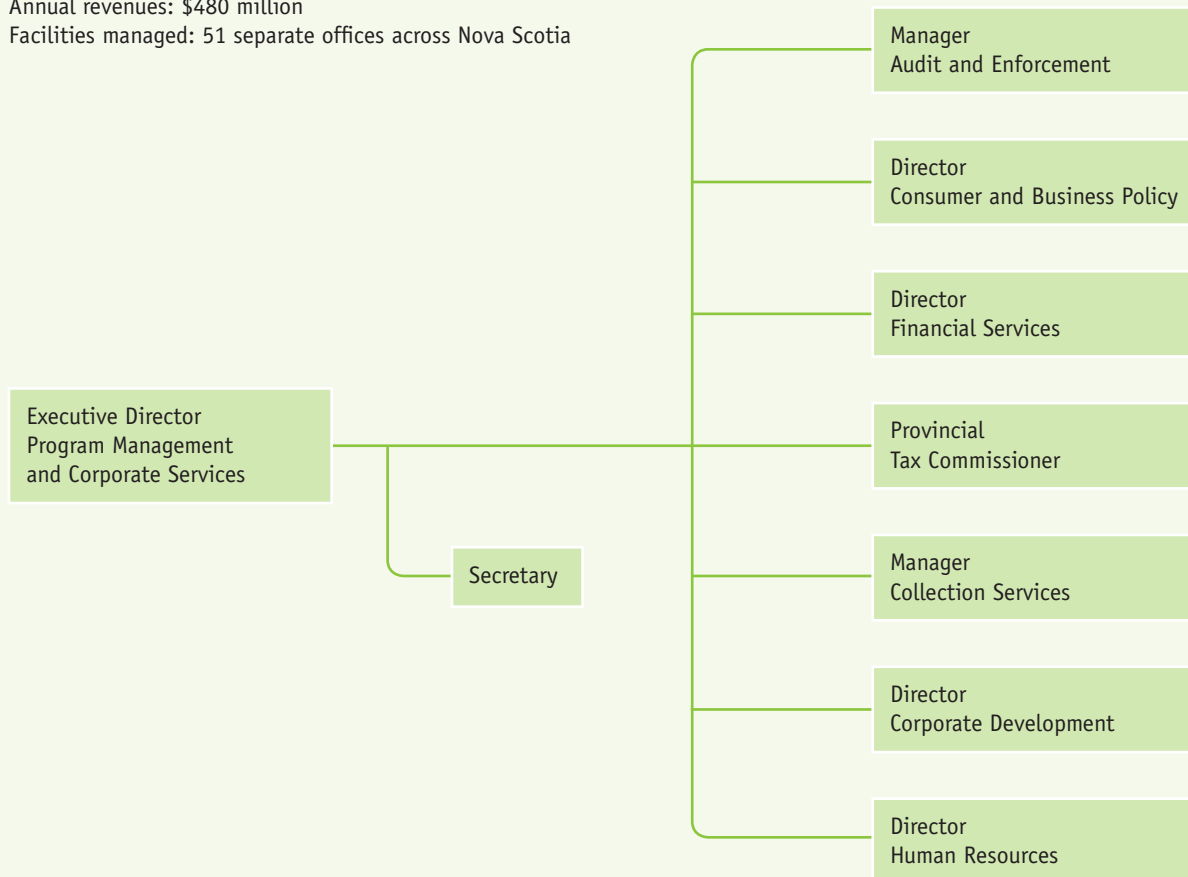 Annual revenues: $480 million
Facilities managed: 51 separate offices across Nova Scotia
Executive Director
Program Management
and Corporate Services
Secretary
Manager
Audit and Enforcement
Director
Consumer and Business Policy
Director
Financial Services
Provincial
Tax Commissioner
Manager
Collection Services
Director
Corporate Development
Director
Human Resources